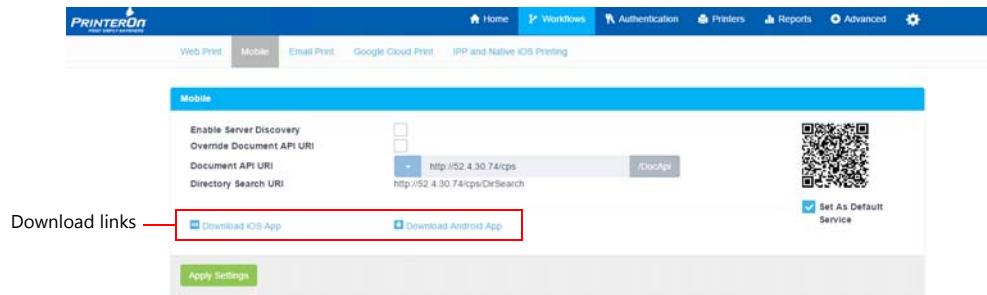 PRINTERON
PRINT SIMPLY ANYWHERE
Home Workflows Authentication Printers Reports Advanced
Web Print Mobile Email Print Google Cloud Print IPP and Native iOS Printing
Mobile
Enable Server Discovery
Override Document API URI
Document API URI http://52.4.30.74/cps /DocApi
Directory Search URI http://52.4.30.74/cps/DirSearch
Set As Default
Service
Download links
Download iOS App Download Android App
Apply Settings